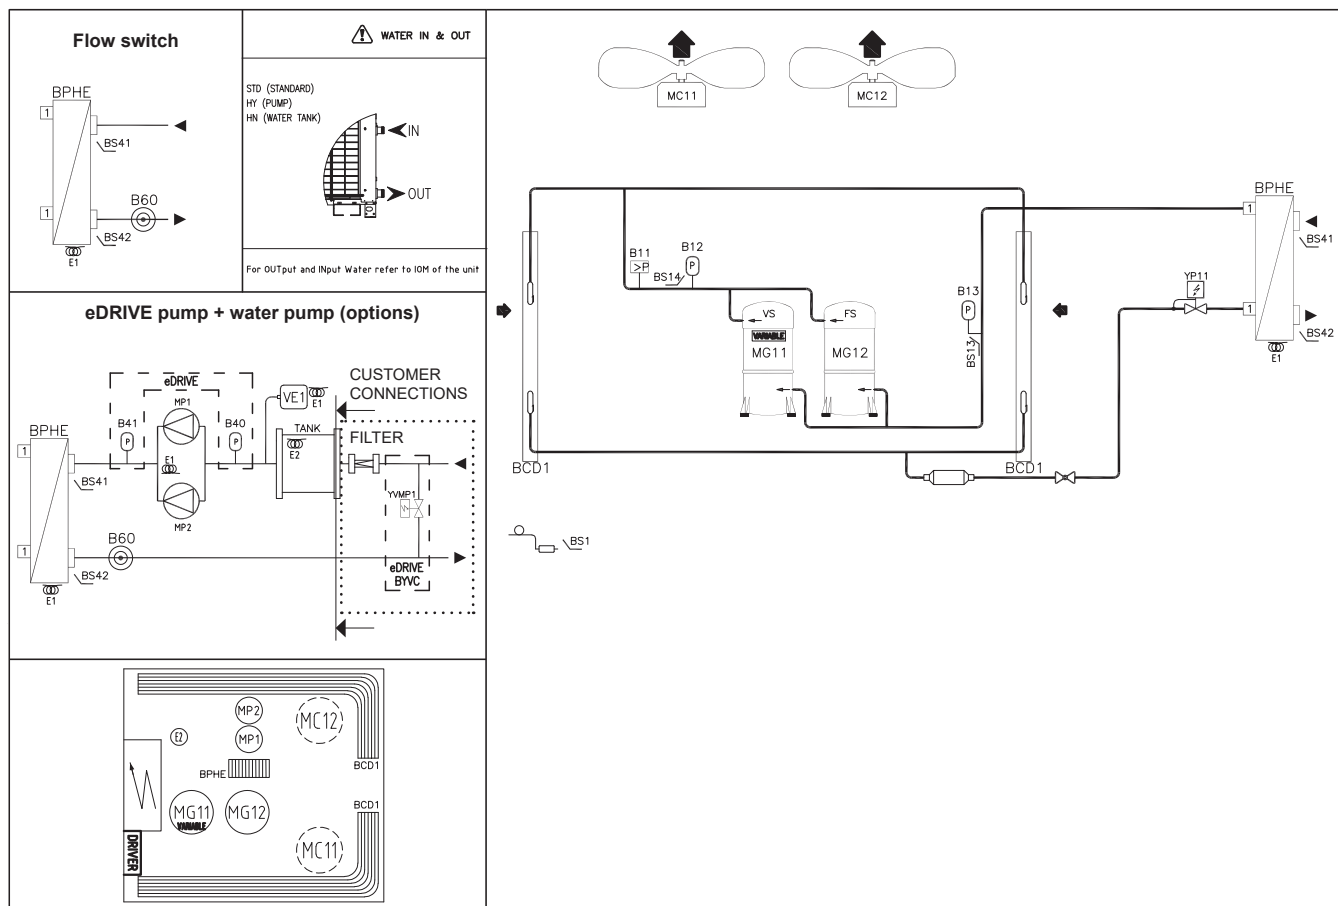 Flow switch
BPHE
1
BS41
B60
1
BS42
E1
WATER IN & OUT
STD (STANDARD)
HY (PUMP)
HN (WATER TANK)
IN
OUT
For OUTput and INput Water refer to IOM of the unit
eDRIVE pump + water pump (options)
eDRIVE
MP1
B41
P
B40
P
VE1
E1
CUSTOMER
CONNECTIONS
BPHE
1
BS41
E1
MP2
TANK
E2
FILTER
YVMP1
B60
1
BS42
E1
eDRIVE
BYVC
MP2
MP1
MC12
E2
BPHE
BCD1
BCD1
MG11
VARIABLE
MG12
MC11
DRIVER
MC11
MC12
BPHE
1
BS41
B11
>P
BS14
B12
P
B13
P
BS13
YP11
1
BS42
E1
VS
VARIABLE
MG11
FS
MG12
BCD1
BCD1
BS1